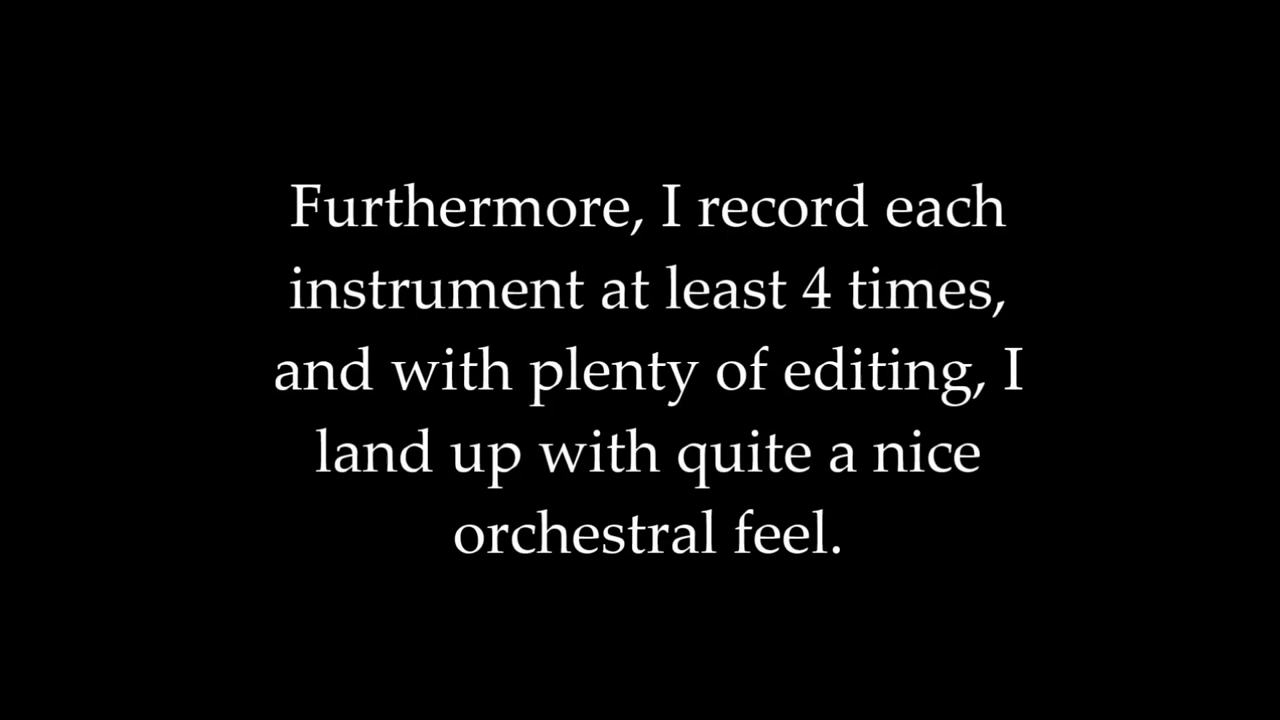 Furthermore, I record each
instrument at least 4 times,
and with plenty of editing, I
land up with quite a nice
orchestral feel.